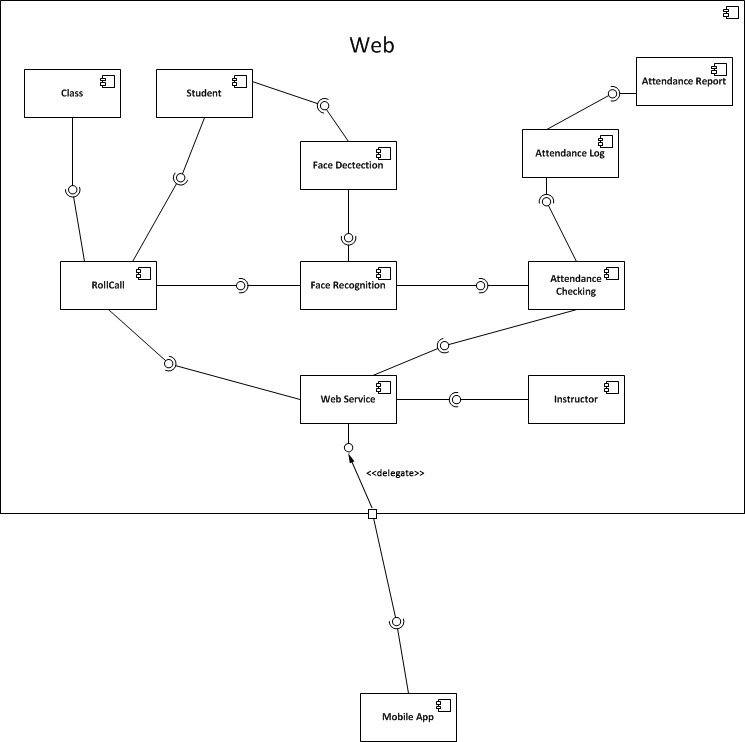 Web
Class
Student
Attendance Report
Face Dectection
Attendance Log
RollCall
Face Recognition
Attendance
Checking
Web Service
Instructor
<<delegate>>
Mobile App